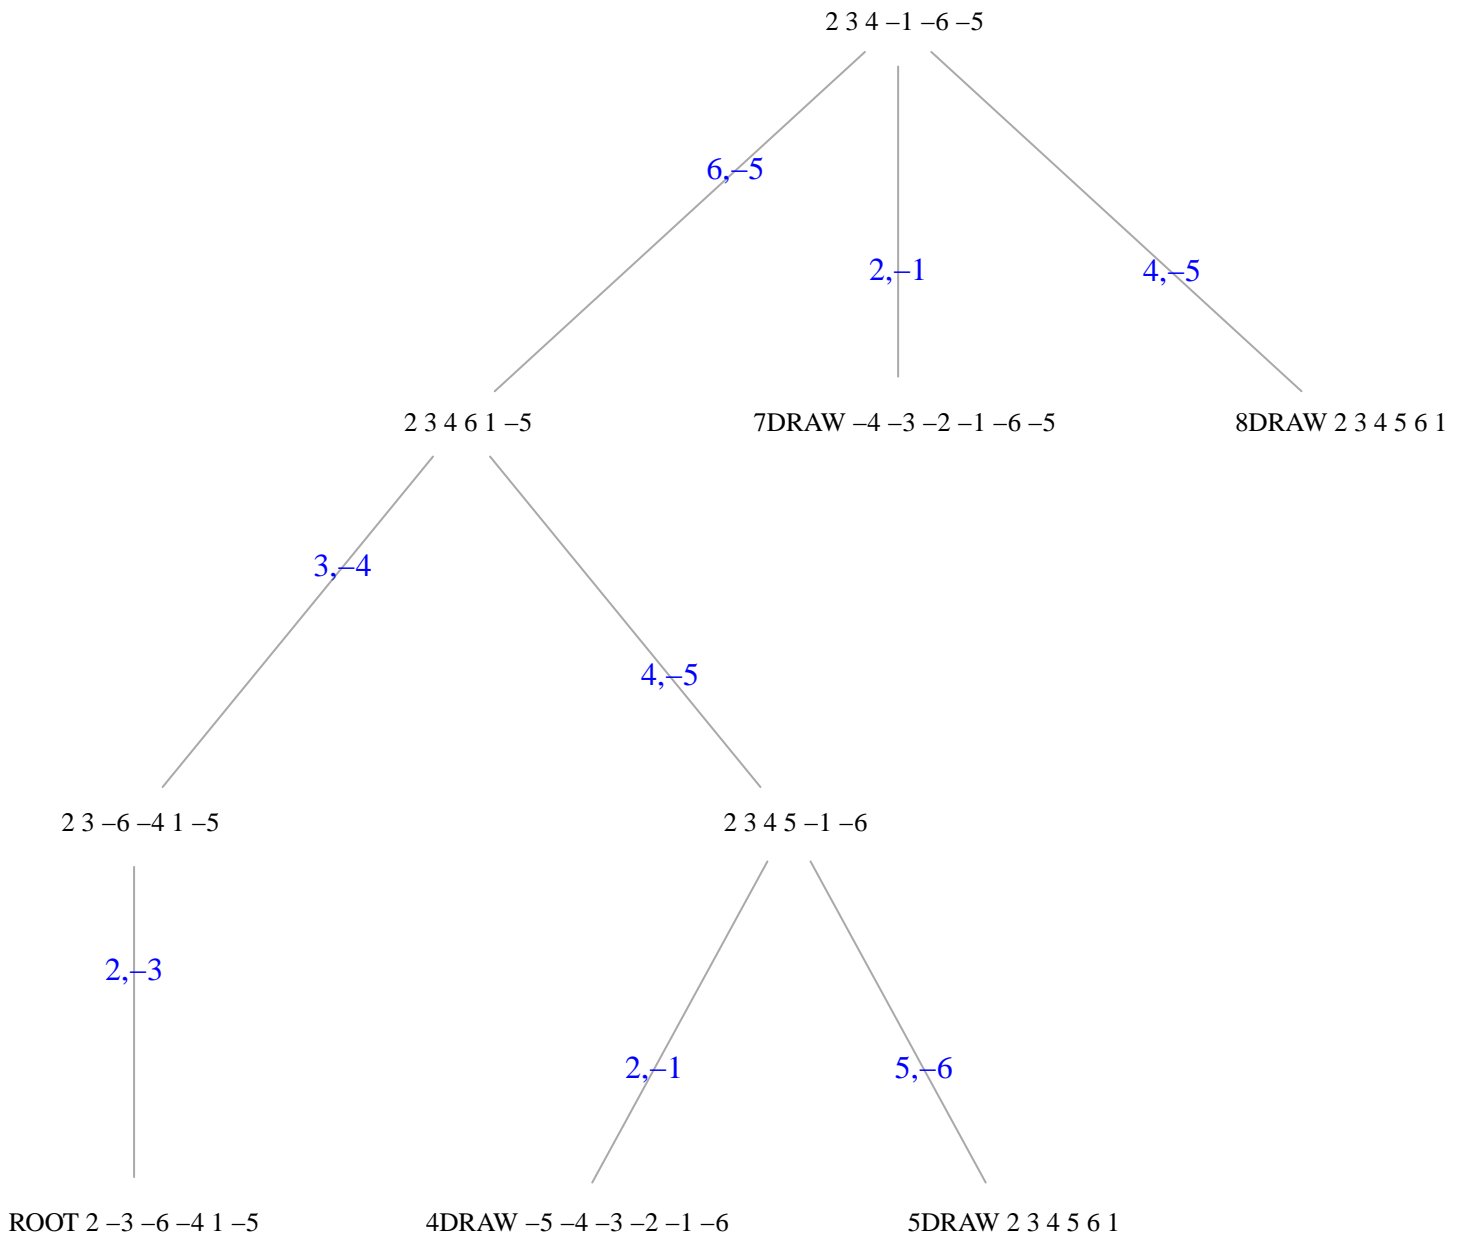 2 3 4 –1 –6 –5
6,–5
2,–1
4,–5
2 3 4 6 1 –5
7DRAW –4 –3 –2 –1 –6 –5
8DRAW 2 3 4 5 6 1
3,–4
4,–5
2 3 –6 –4 1 –5
2 3 4 5 –1 –6
2,–3
2,–1
5,–6
ROOT 2 –3 –6 –4 1 –5
4DRAW –5 –4 –3 –2 –1 –6
5DRAW 2 3 4 5 6 1